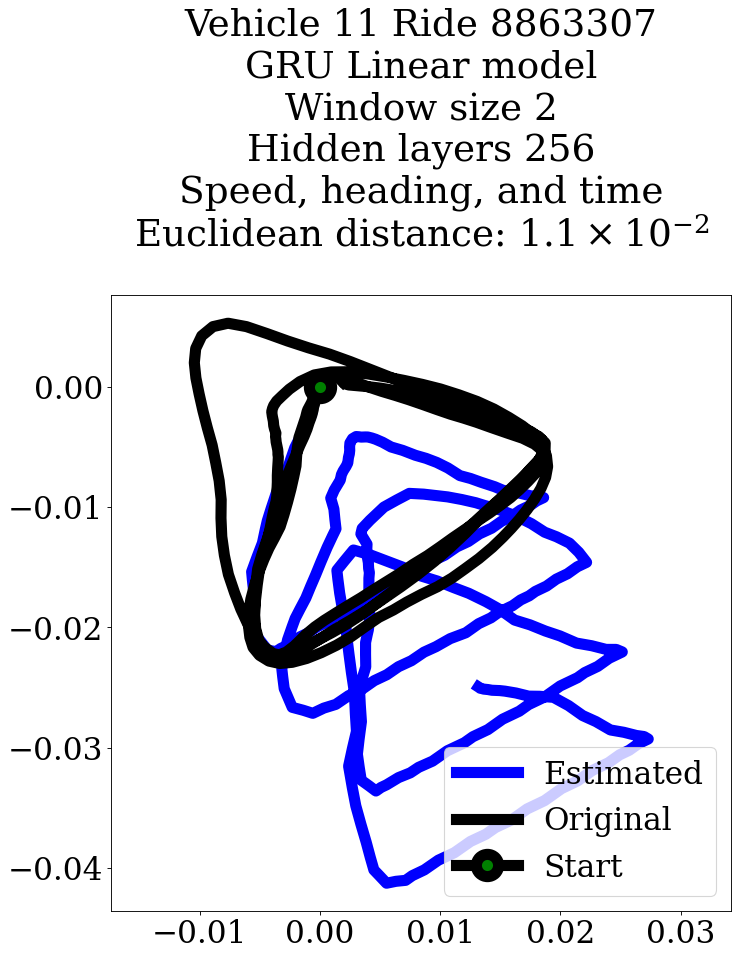 Vehicle 11 Ride 8863307
GRU Linear model
Window size 2
Hidden layers 256
Speed, heading, and time
Euclidean distance: 1.1 × 10⁻²
0.00
−0.01
−0.02
−0.03
−0.04
Estimated
Original
Start
−0.01 0.00 0.01 0.02 0.03